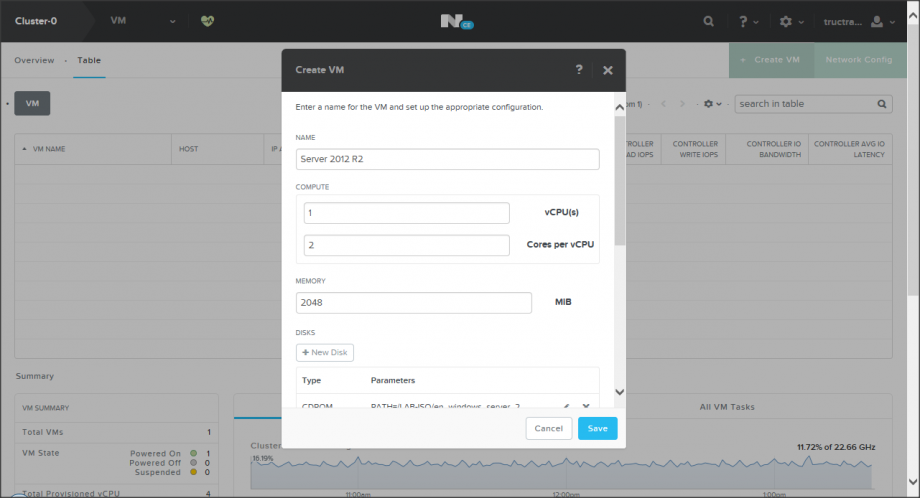 Cluster-0 VM N CE ? tructra...
Overview · Table + Create VM Network Config
Create VM ?
VM search in table
VM NAME HOST IP A CONTROLLER WRITE IOPS CONTROLLER IO BANDWIDTH CONTROLLER AVG IO LATENCY
AD IOPS
Enter a name for the VM and set up the appropriate configuration.
NAME
Server 2012 R2
COMPUTE
1 vCPU(s)
2 Cores per vCPU
MEMORY
2048 MiB
DISKS
+ New Disk
Type Parameters
CDROM PATH=/LAB-ISO/en_windows_server_2
Cancel Save
Summary
VM SUMMARY
Total VMs 1
VM State Powered On 1
Powered Off 0
Suspended 0
Total Provisioned vCPU 4
All VM Tasks
Cluster 11.72% of 22.66 GHz
16.19%
11:00am 12:00pm 1:00pm